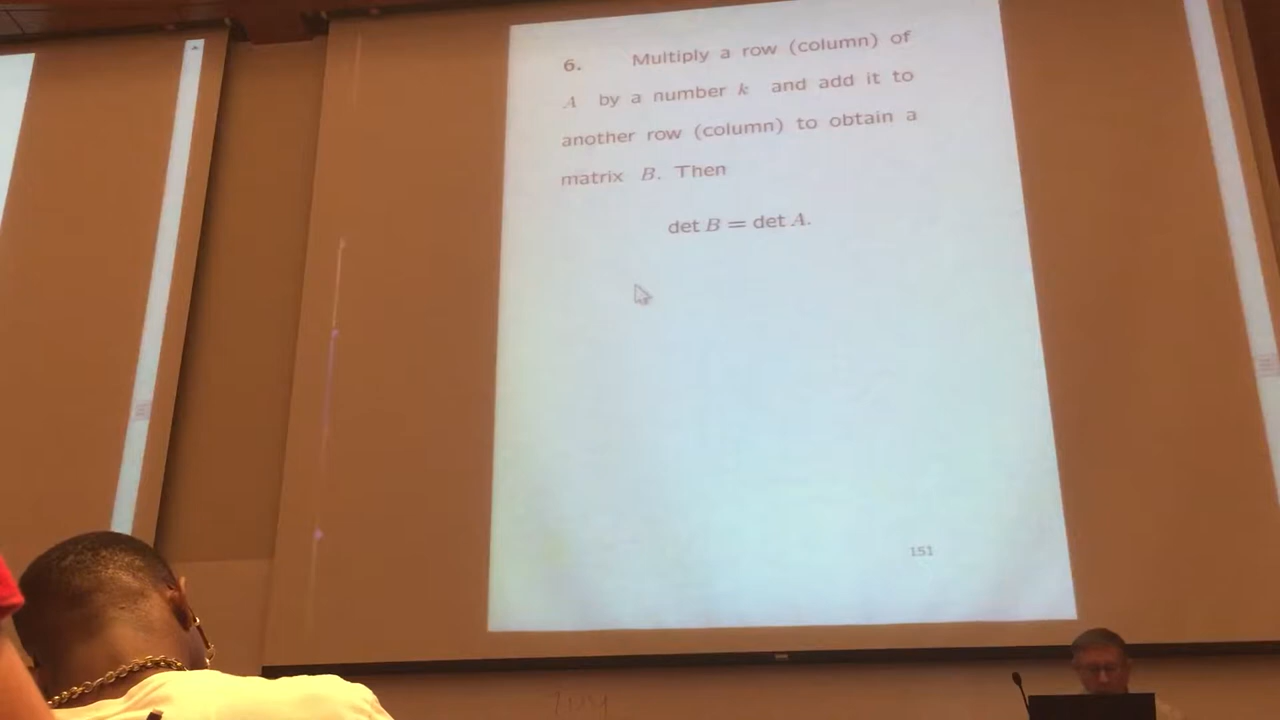 6. Multiply a row (column) of
A by a number k and add it to
another row (column) to obtain a
matrix B. Then
det B = det A.
151